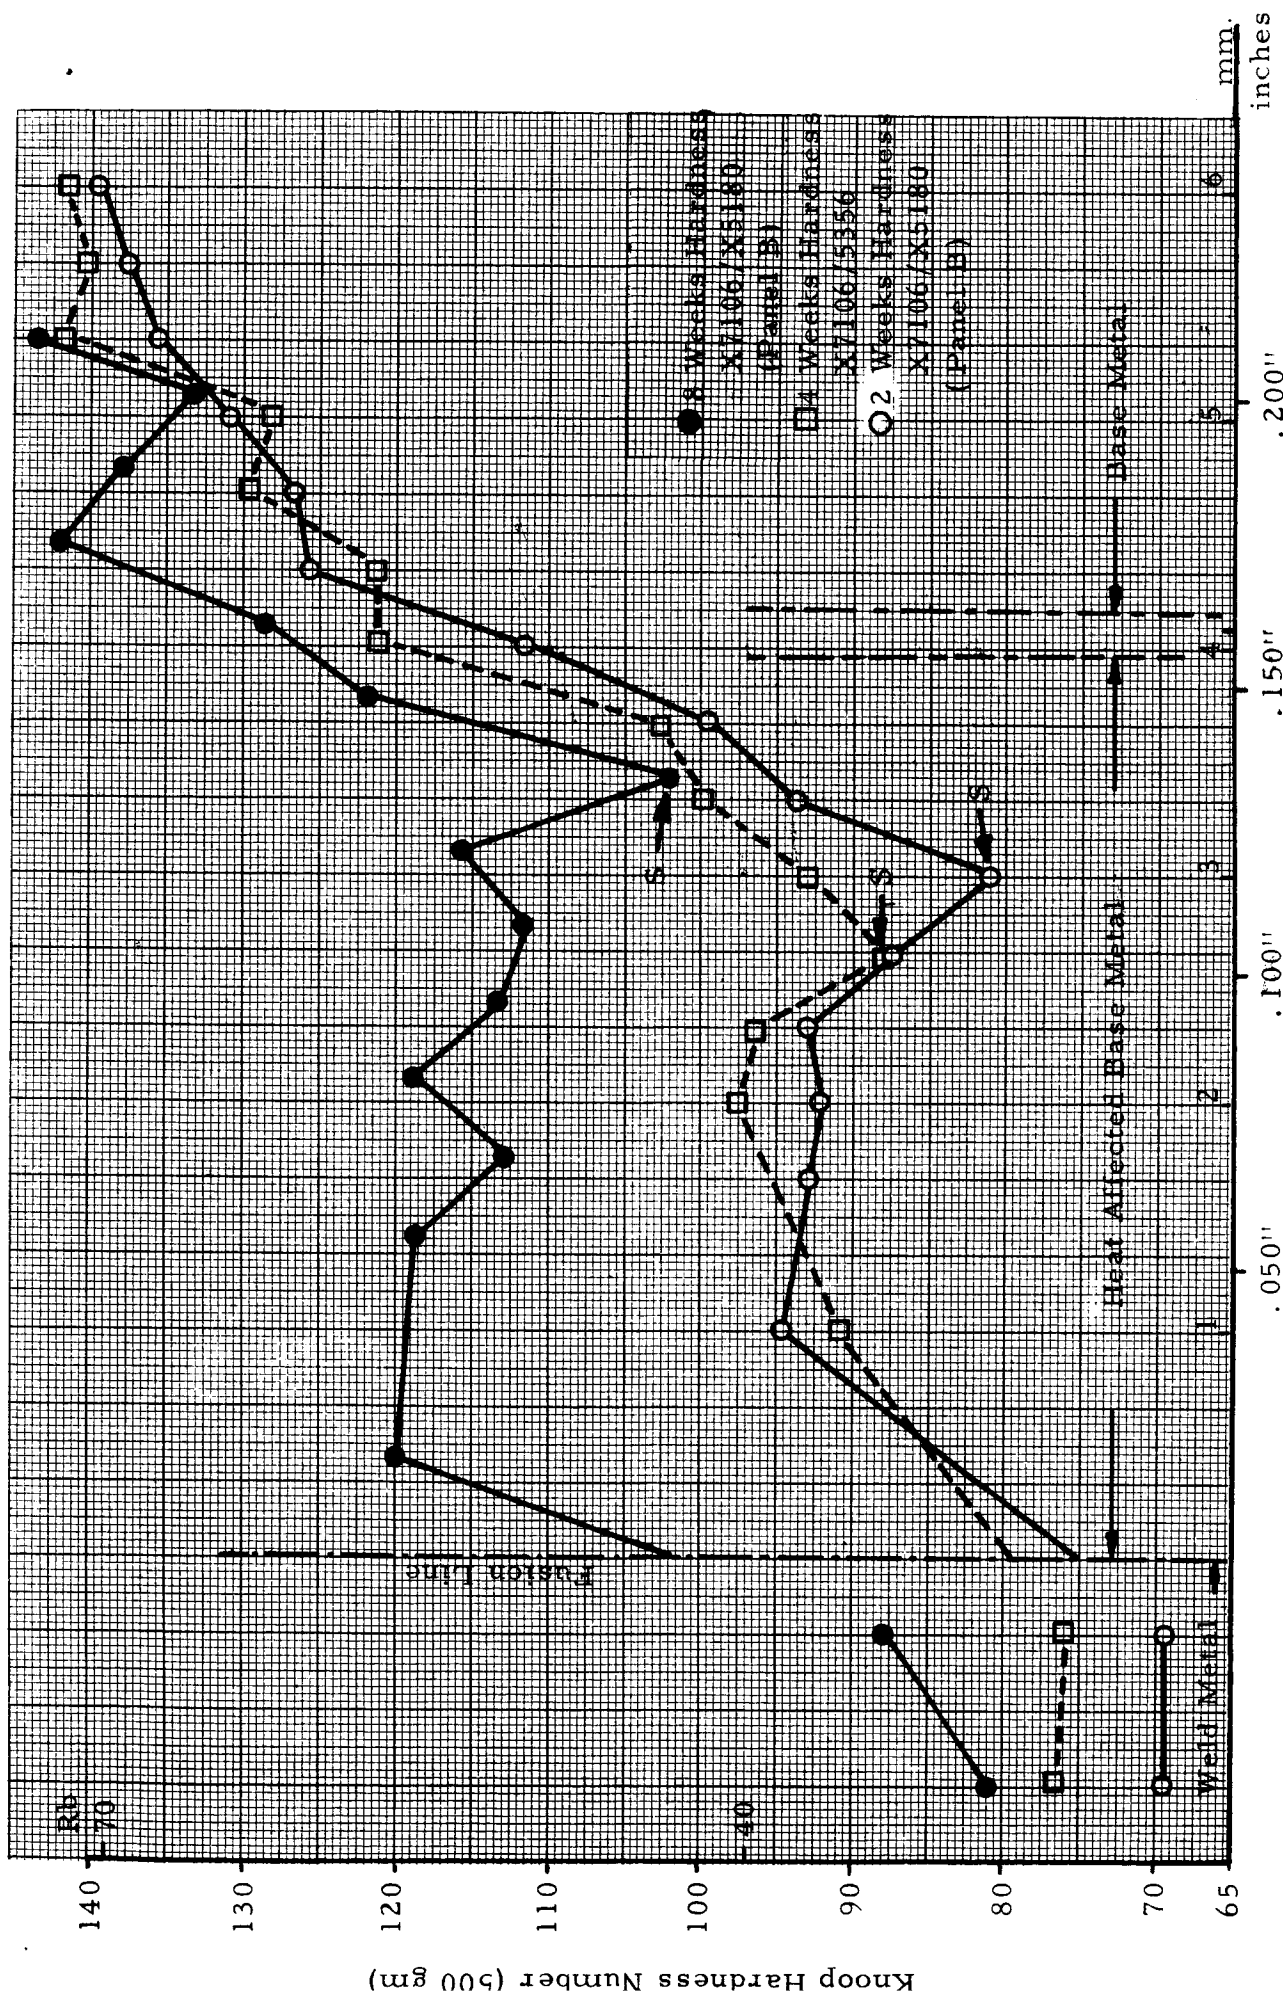 Knoop Hardness Number (500 gm)
140
130
120
110
100
90
80
70
65
Rb
70
40
Fusion Line
S
S
S
8 Weeks Hardness
X7106/X5180
(Panel B)
4 Weeks Hardness
X7106/5356
2 Weeks Hardness
X7106/X5180
(Panel B)
Weld Metal
Heat Affected Base Metal
Base Metal
1
2
3
4
5
6
mm.
.050"
.100"
.150"
.200"
inches